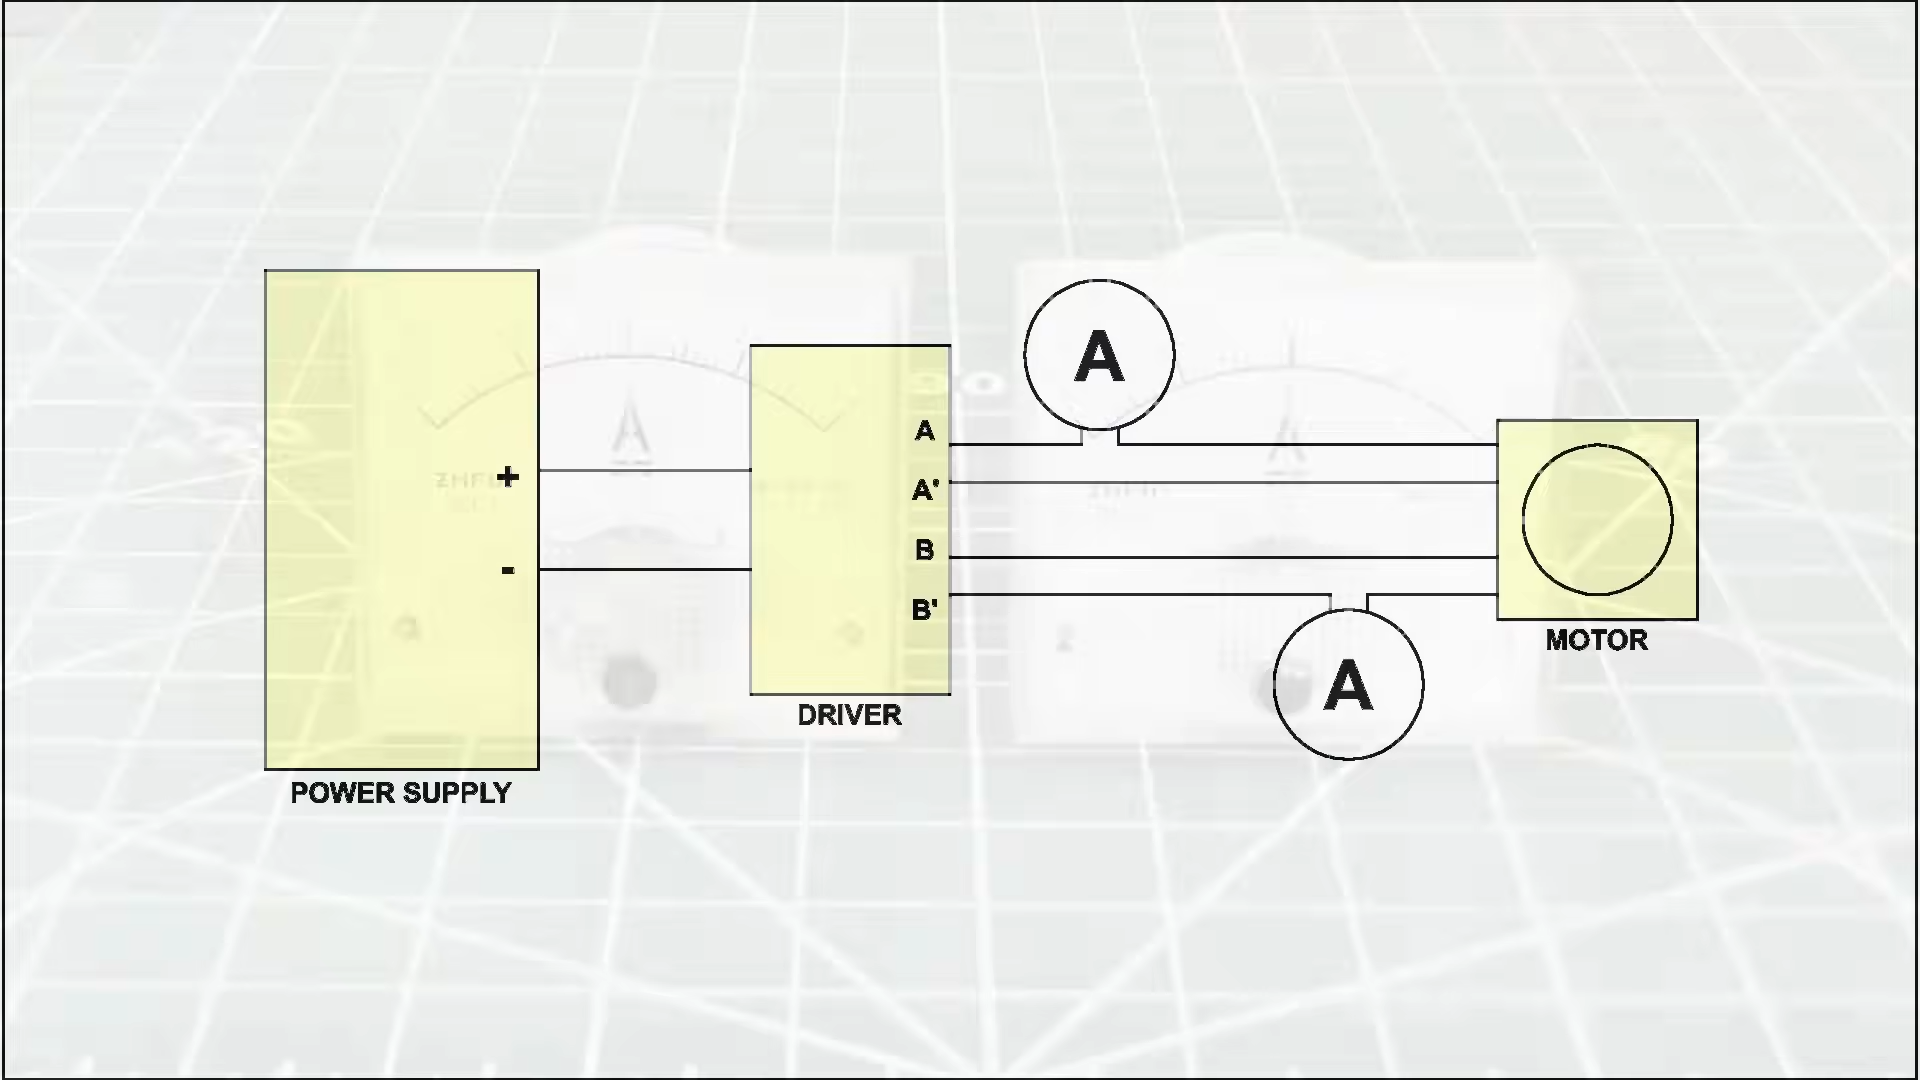 A
A
A'
+
B
-
B'
A
MOTOR
DRIVER
POWER SUPPLY